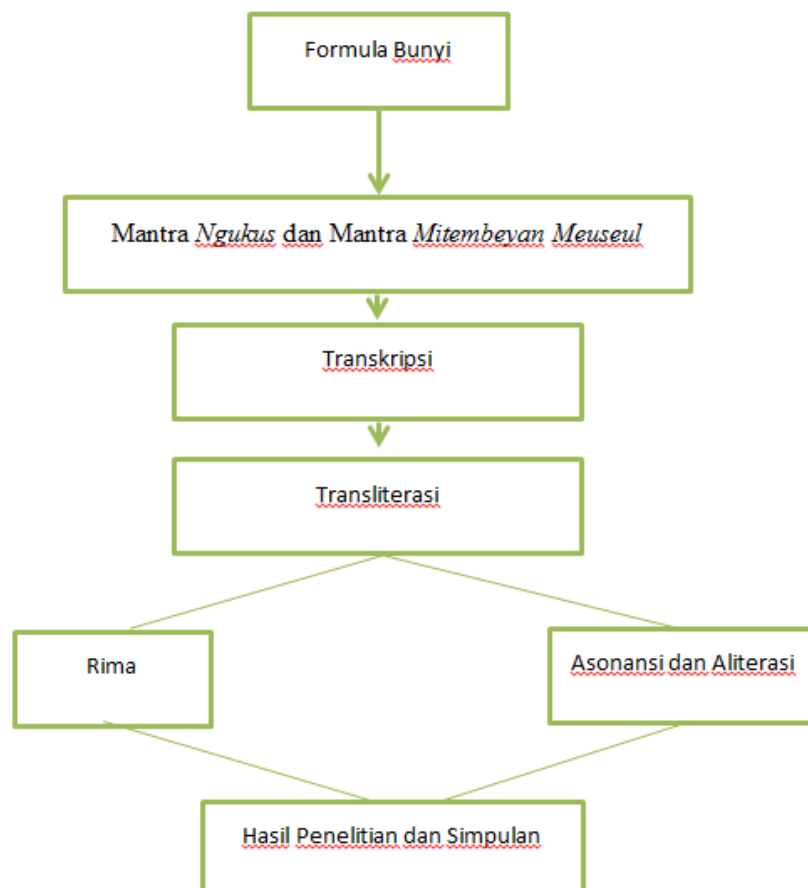 Formula Bunyi
Mantra Ngukus dan Mantra Mitembeyan Meuseul
Transkripsi
Transliterasi
Rima
Asonansi dan Aliterasi
Hasil Penelitian dan Simpulan